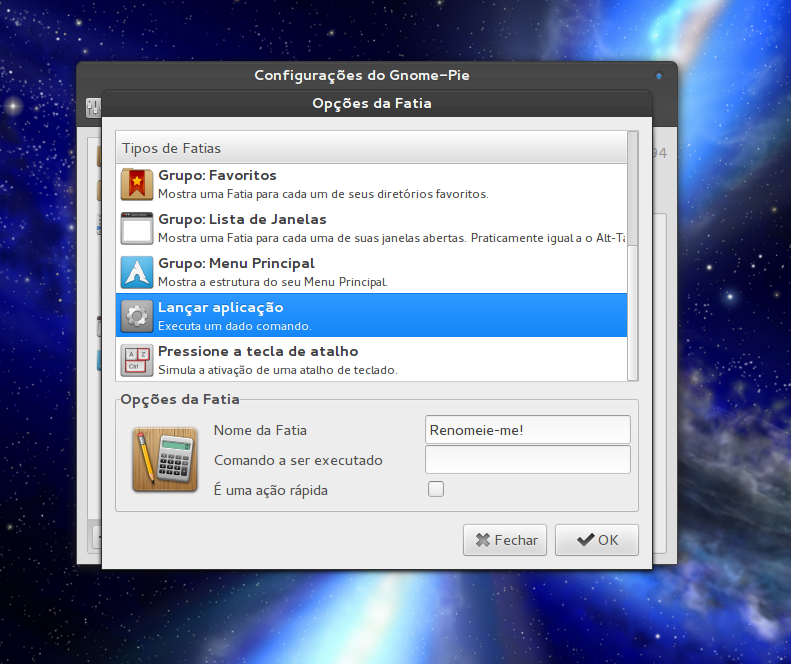 Configurações do Gnome-Pie
Opções da Fatia
94
Tipos de Fatias
Grupo: Favoritos
Mostra uma Fatia para cada um de seus diretórios favoritos.
Grupo: Lista de Janelas
Mostra uma Fatia para cada uma de suas janelas abertas. Praticamente igual a o Alt-Ta
Grupo: Menu Principal
Mostra a estrutura do seu Menu Principal.
Lançar aplicação
Executa um dado comando.
Pressione a tecla de atalho
A Z
Ctrl
Simula a ativação de uma atalho de teclado.
Opções da Fatia
Nome da Fatia
Renomeie-me!
Comando a ser executado
É uma ação rápida
Fechar
OK